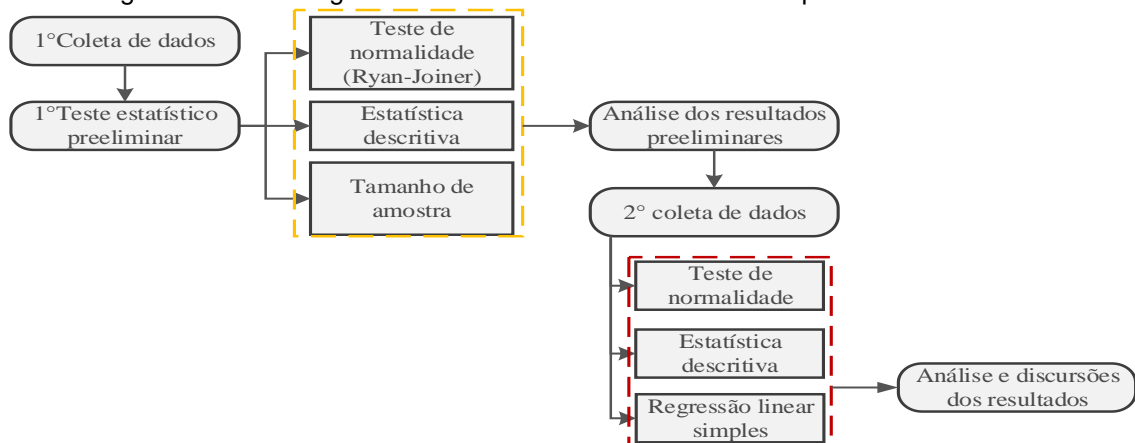 1°Coleta de dados
1°Teste estatístico
preeliminar
Teste de
normalidade
(Ryan-Joiner)
Estatística
descritiva
Tamanho de
amostra
Análise dos resultados
preeliminares
2° coleta de dados
Teste de
normalidade
Estatística
descritiva
Regressão linear
simples
Análise e discursões
dos resultados